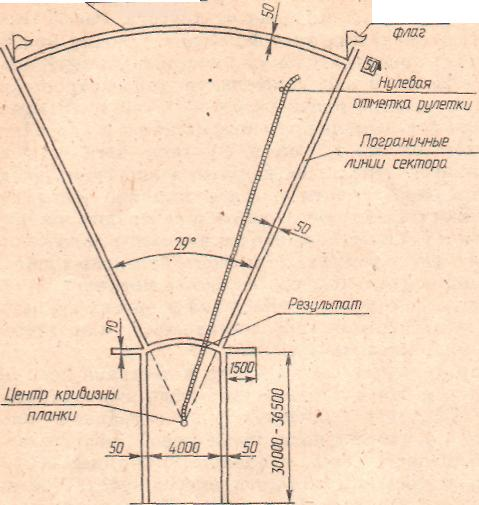 50
флаг
50
Нулевая
отметка рулетки
Пограничные
линии сектора
50
29°
Результат
70
1500
Центр кривизны
планки
50
4000
50
30000-36500